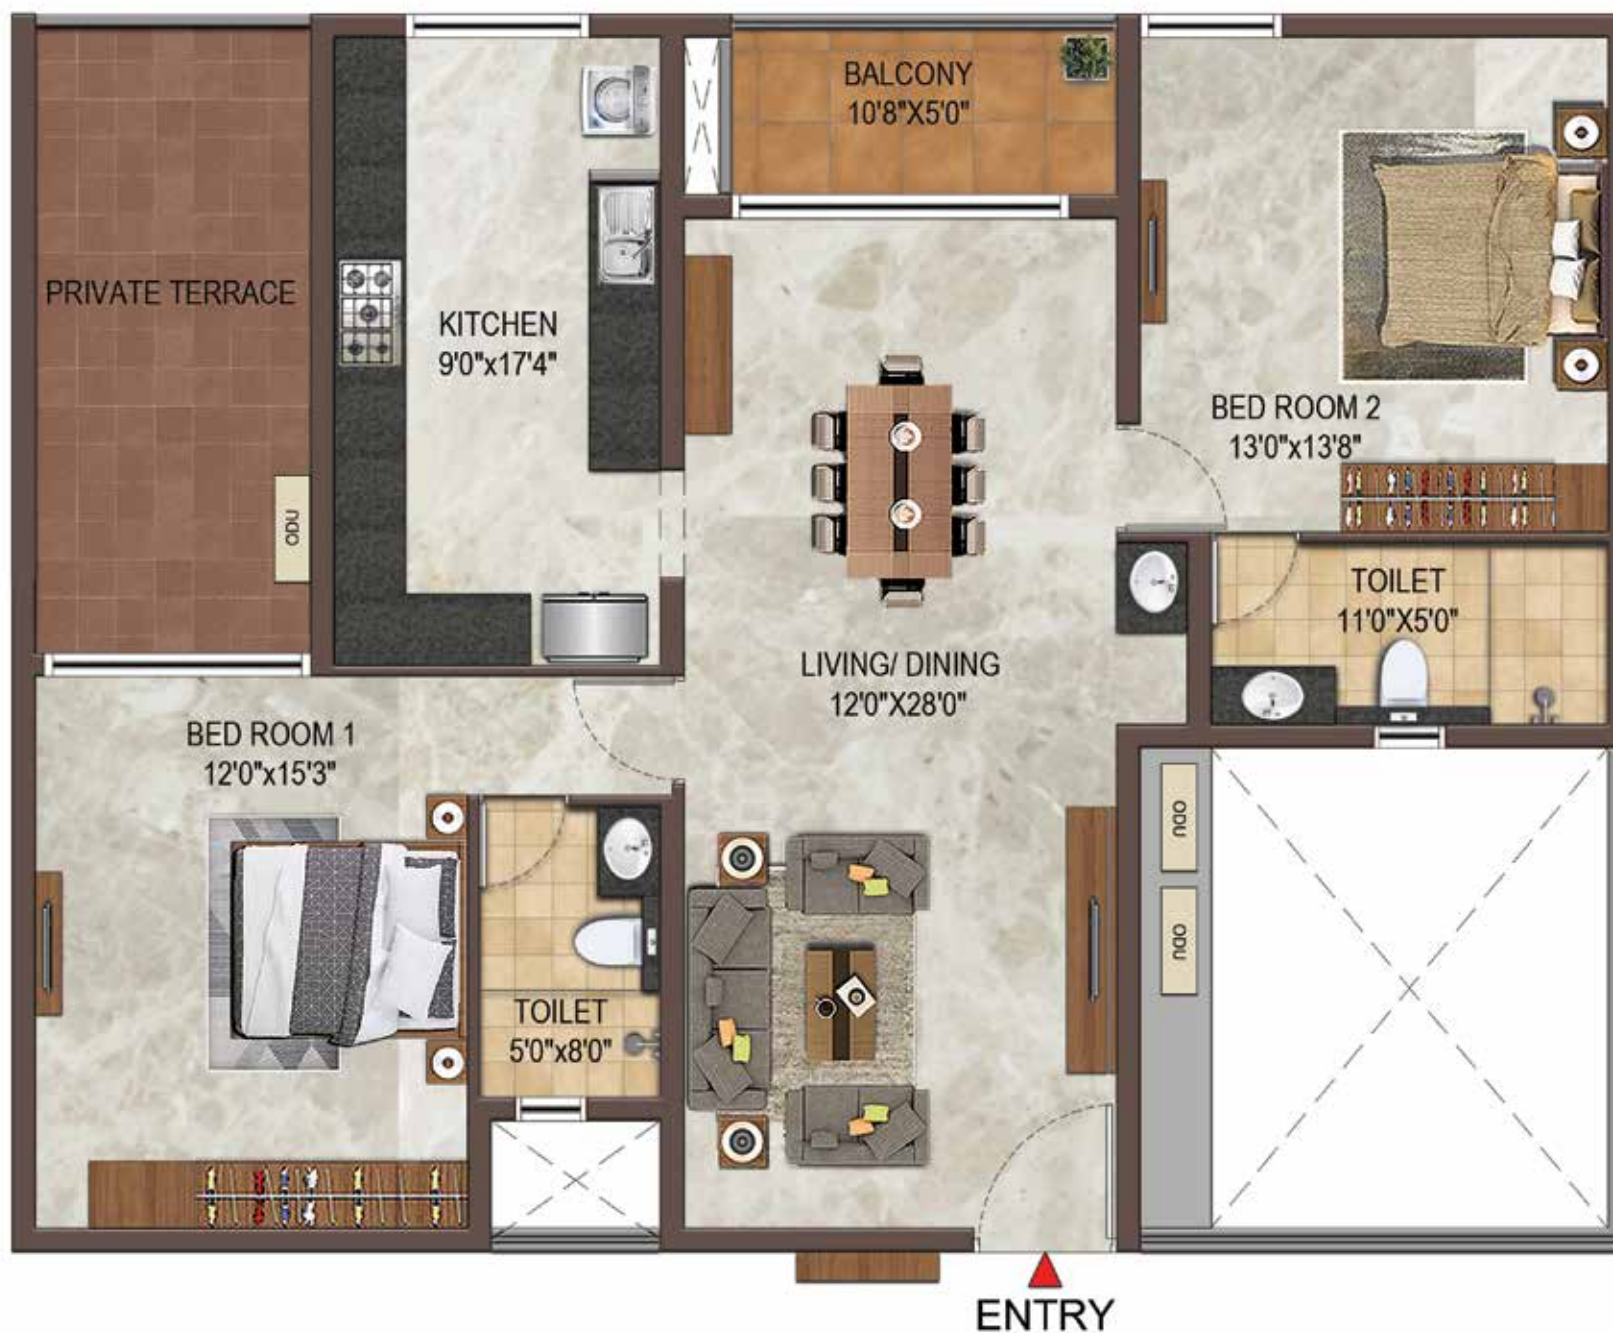 BALCONY
10'8"X5'0"
PRIVATE TERRACE
KITCHEN
9'0"x17'4"
BED ROOM 2
13'0"x13'8"
ODU
TOILET
11'0"X5'0"
LIVING/ DINING
12'0"X28'0"
BED ROOM 1
12'0"x15'3"
ODU
ODU
TOILET
5'0"x8'0"
ENTRY